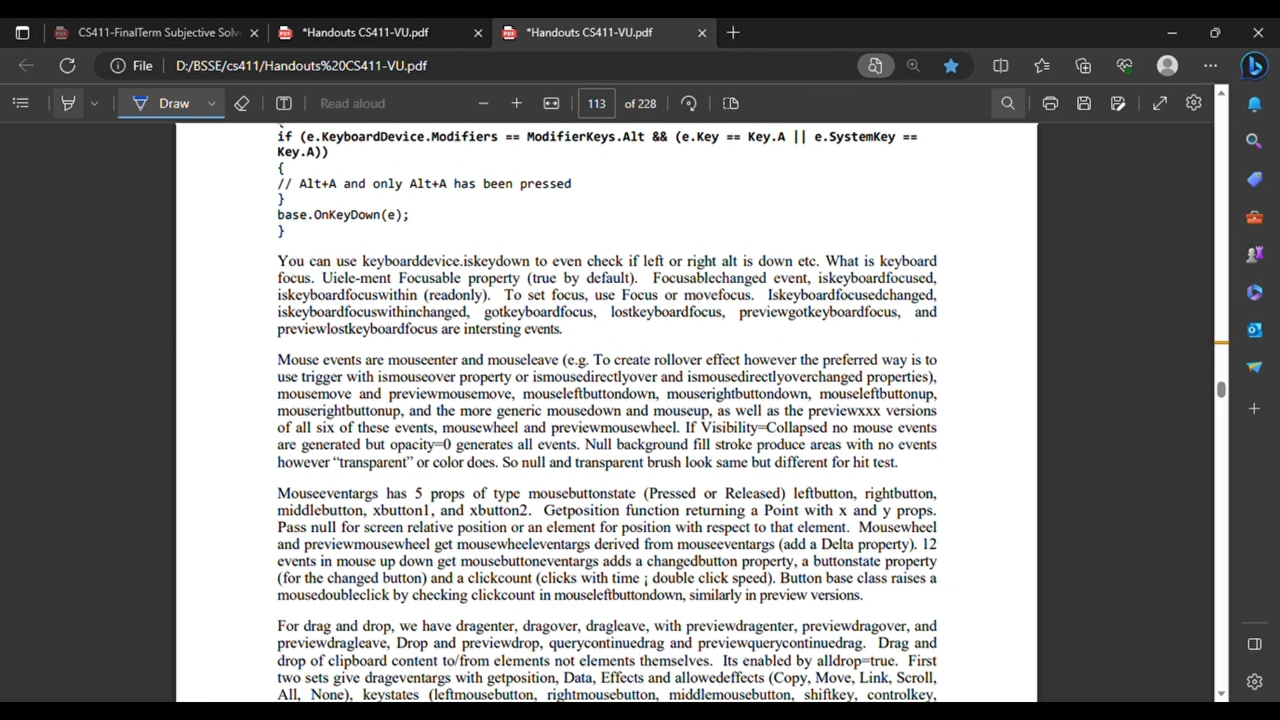 CS411-FinalTerm Subjective Solv
*Handouts CS411-VU.pdf
*Handouts CS411-VU.pdf
File D:/BSSE/cs411/Handouts%20CS411-VU.pdf
Draw Read aloud 113 of 228
if (e.KeyboardDevice.Modifiers == ModifierKeys.Alt && (e.Key == Key.A || e.SystemKey ==
Key.A))
{
// Alt+A and only Alt+A has been pressed
}
base.OnKeyDown(e);
}
You can use keyboarddevice.iskeydown to even check if left or right alt is down etc. What is keyboard
focus. Uiele-ment Focusable property (true by default). Focusablechanged event, iskeyboardfocused,
iskeyboardfocuswithin (readonly). To set focus, use Focus or movefocus. Iskeyboardfocusedchanged,
iskeyboardfocuswithinchanged, gotkeyboardfocus, lostkeyboardfocus, previewgotkeyboardfocus, and
previewlostkeyboardfocus are intersting events.
Mouse events are mouseenter and mouseleave (e.g. To create rollover effect however the preferred way is to
use trigger with ismouseover property or ismousedirectlyover and ismousedirectlyoverchanged properties),
mousemove and previewmousemove, mouseleftbuttondown, mouserightbuttondown, mouseleftbuttonup,
mouserightbuttonup, and the more generic mousedown and mouseup, as well as the previewxxx versions
of all six of these events, mousewheel and previewmousewheel. If Visibility=Collapsed no mouse events
are generated but opacity=0 generates all events. Null background fill stroke produce areas with no events
however “transparent” or color does. So null and transparent brush look same but different for hit test.
Mouseeventargs has 5 props of type mousebuttonstate (Pressed or Released) leftbutton, rightbutton,
middlebutton, xbutton1, and xbutton2. Getposition function returning a Point with x and y props.
Pass null for screen relative position or an element for position with respect to that element. Mousewheel
and previewmousewheel get mousewheeleventargs derived from mouseeventargs (add a Delta property). 12
events in mouse up down get mousebuttoneventargs adds a changedbutton property, a buttonstate property
(for the changed button) and a clickcount (clicks with time ¡ double click speed). Button base class raises a
mousedoubleclick by checking clickcount in mouseleftbuttondown, similarly in preview versions.
For drag and drop, we have dragenter, dragover, dragleave, with previewdragenter, previewdragover, and
previewdragleave, Drop and previewdrop, querycontinuedrag and previewquerycontinuedrag. Drag and
drop of clipboard content to/from elements not elements themselves. Its enabled by alldrop=true. First
two sets give drageventargs with getposition, Data, Effects and allowedeffects (Copy, Move, Link, Scroll,
All, None), keystates (leftmousebutton, rightmousebutton, middlemousebutton, shiftkey, controlkey,